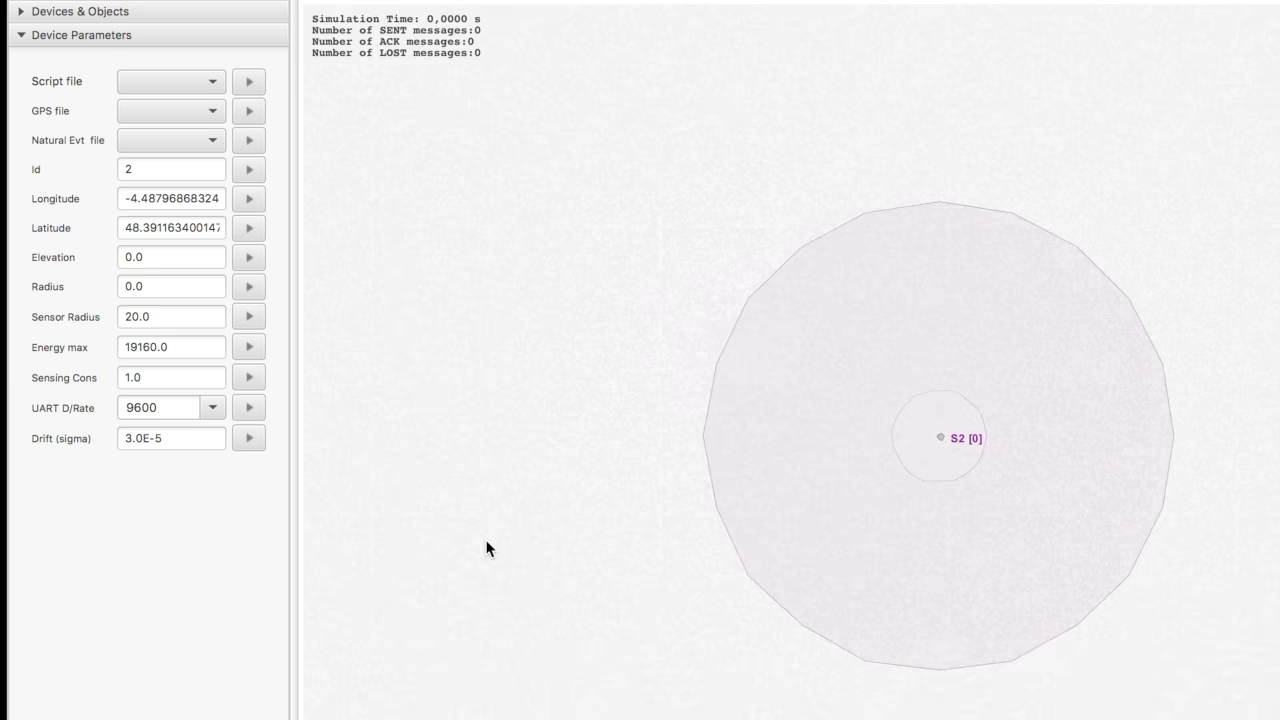 Devices & Objects
Device Parameters
Script file
GPS file
Natural Evt file
Id 2
Longitude -4.48796868324
Latitude 48.391163400147
Elevation 0.0
Radius 0.0
Sensor Radius 20.0
Energy max 19160.0
Sensing Cons 1.0
UART D/Rate 9600
Drift (sigma) 3.0E-5
Simulation Time: 0,0000 s
Number of SENT messages:0
Number of ACK messages:0
Number of LOST messages:0
S2 [0]